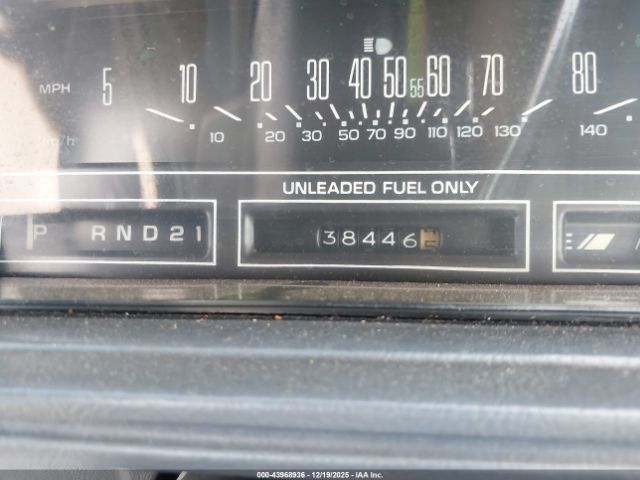 MPH 5 10 20 30 40 50 55 60 70 80
km/h 10 20 30 50 70 90 110 120 130 140
UNLEADED FUEL ONLY
P R N D 2 1
38446
E
000-43968936 - 12/19/2025 - IAA Inc.